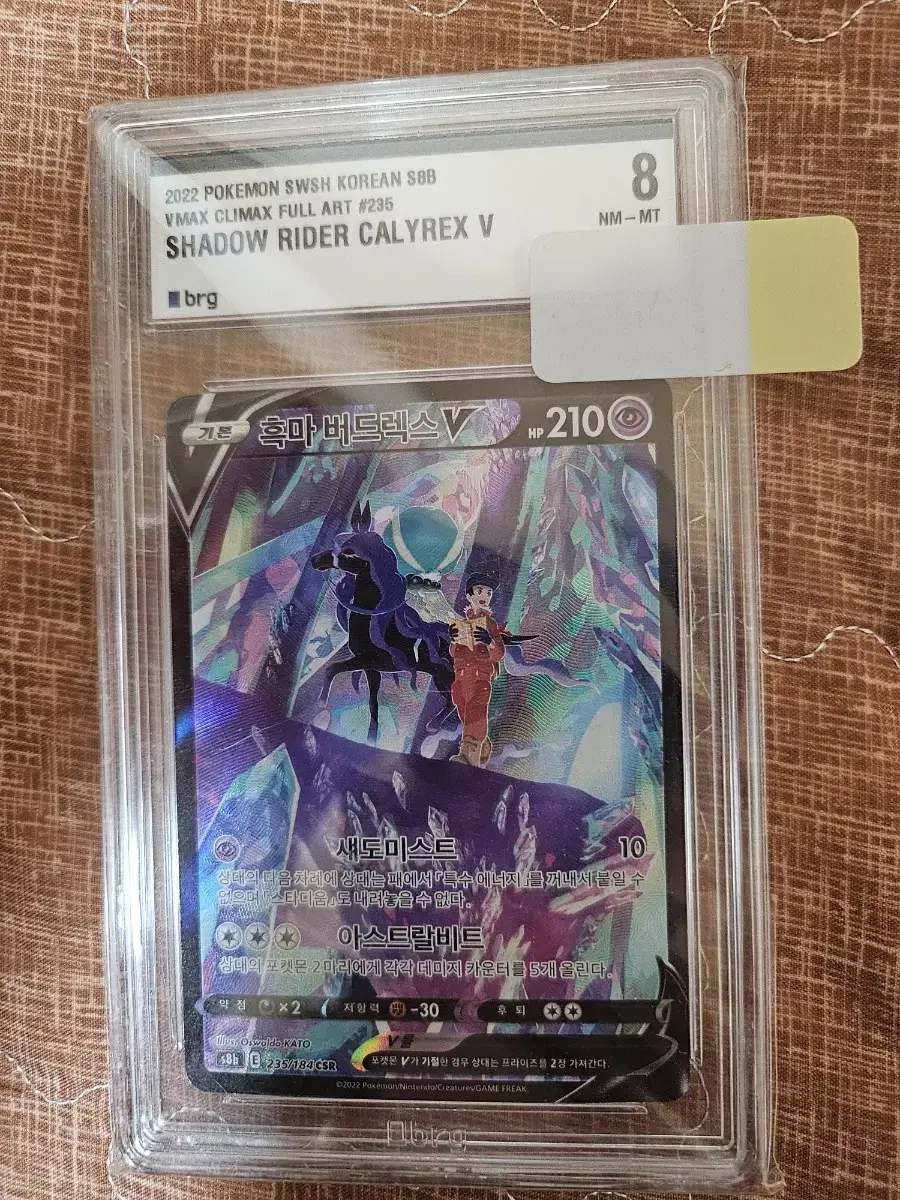 2022 POKEMON SWSH KOREAN S8B
VMAX CLIMAX FULL ART #235
SHADOW RIDER CALYREX V
8
NM-MT
brg
기본 흑마 버드렉스V HP 210
섀도미스트 10
상대의 다음 차례에 상대는 패에서 「특수 에너지」를 꺼내서 붙일 수
없으며 「스타디움」도 내려놓을 수 없다.
아스트랄비트
상대의 포켓몬 2마리에게 각각 데미지 카운터를 5개 올린다.
약점 ×2 저항력 -30 후퇴
Illus. Oswaldo KATO
V룰
s8b E 235/184 CSR
포켓몬 V가 기절한 경우 상대는 프라이즈를 2장 가져간다.
©2022 Pokémon/Nintendo/Creatures/GAME FREAK.
brg